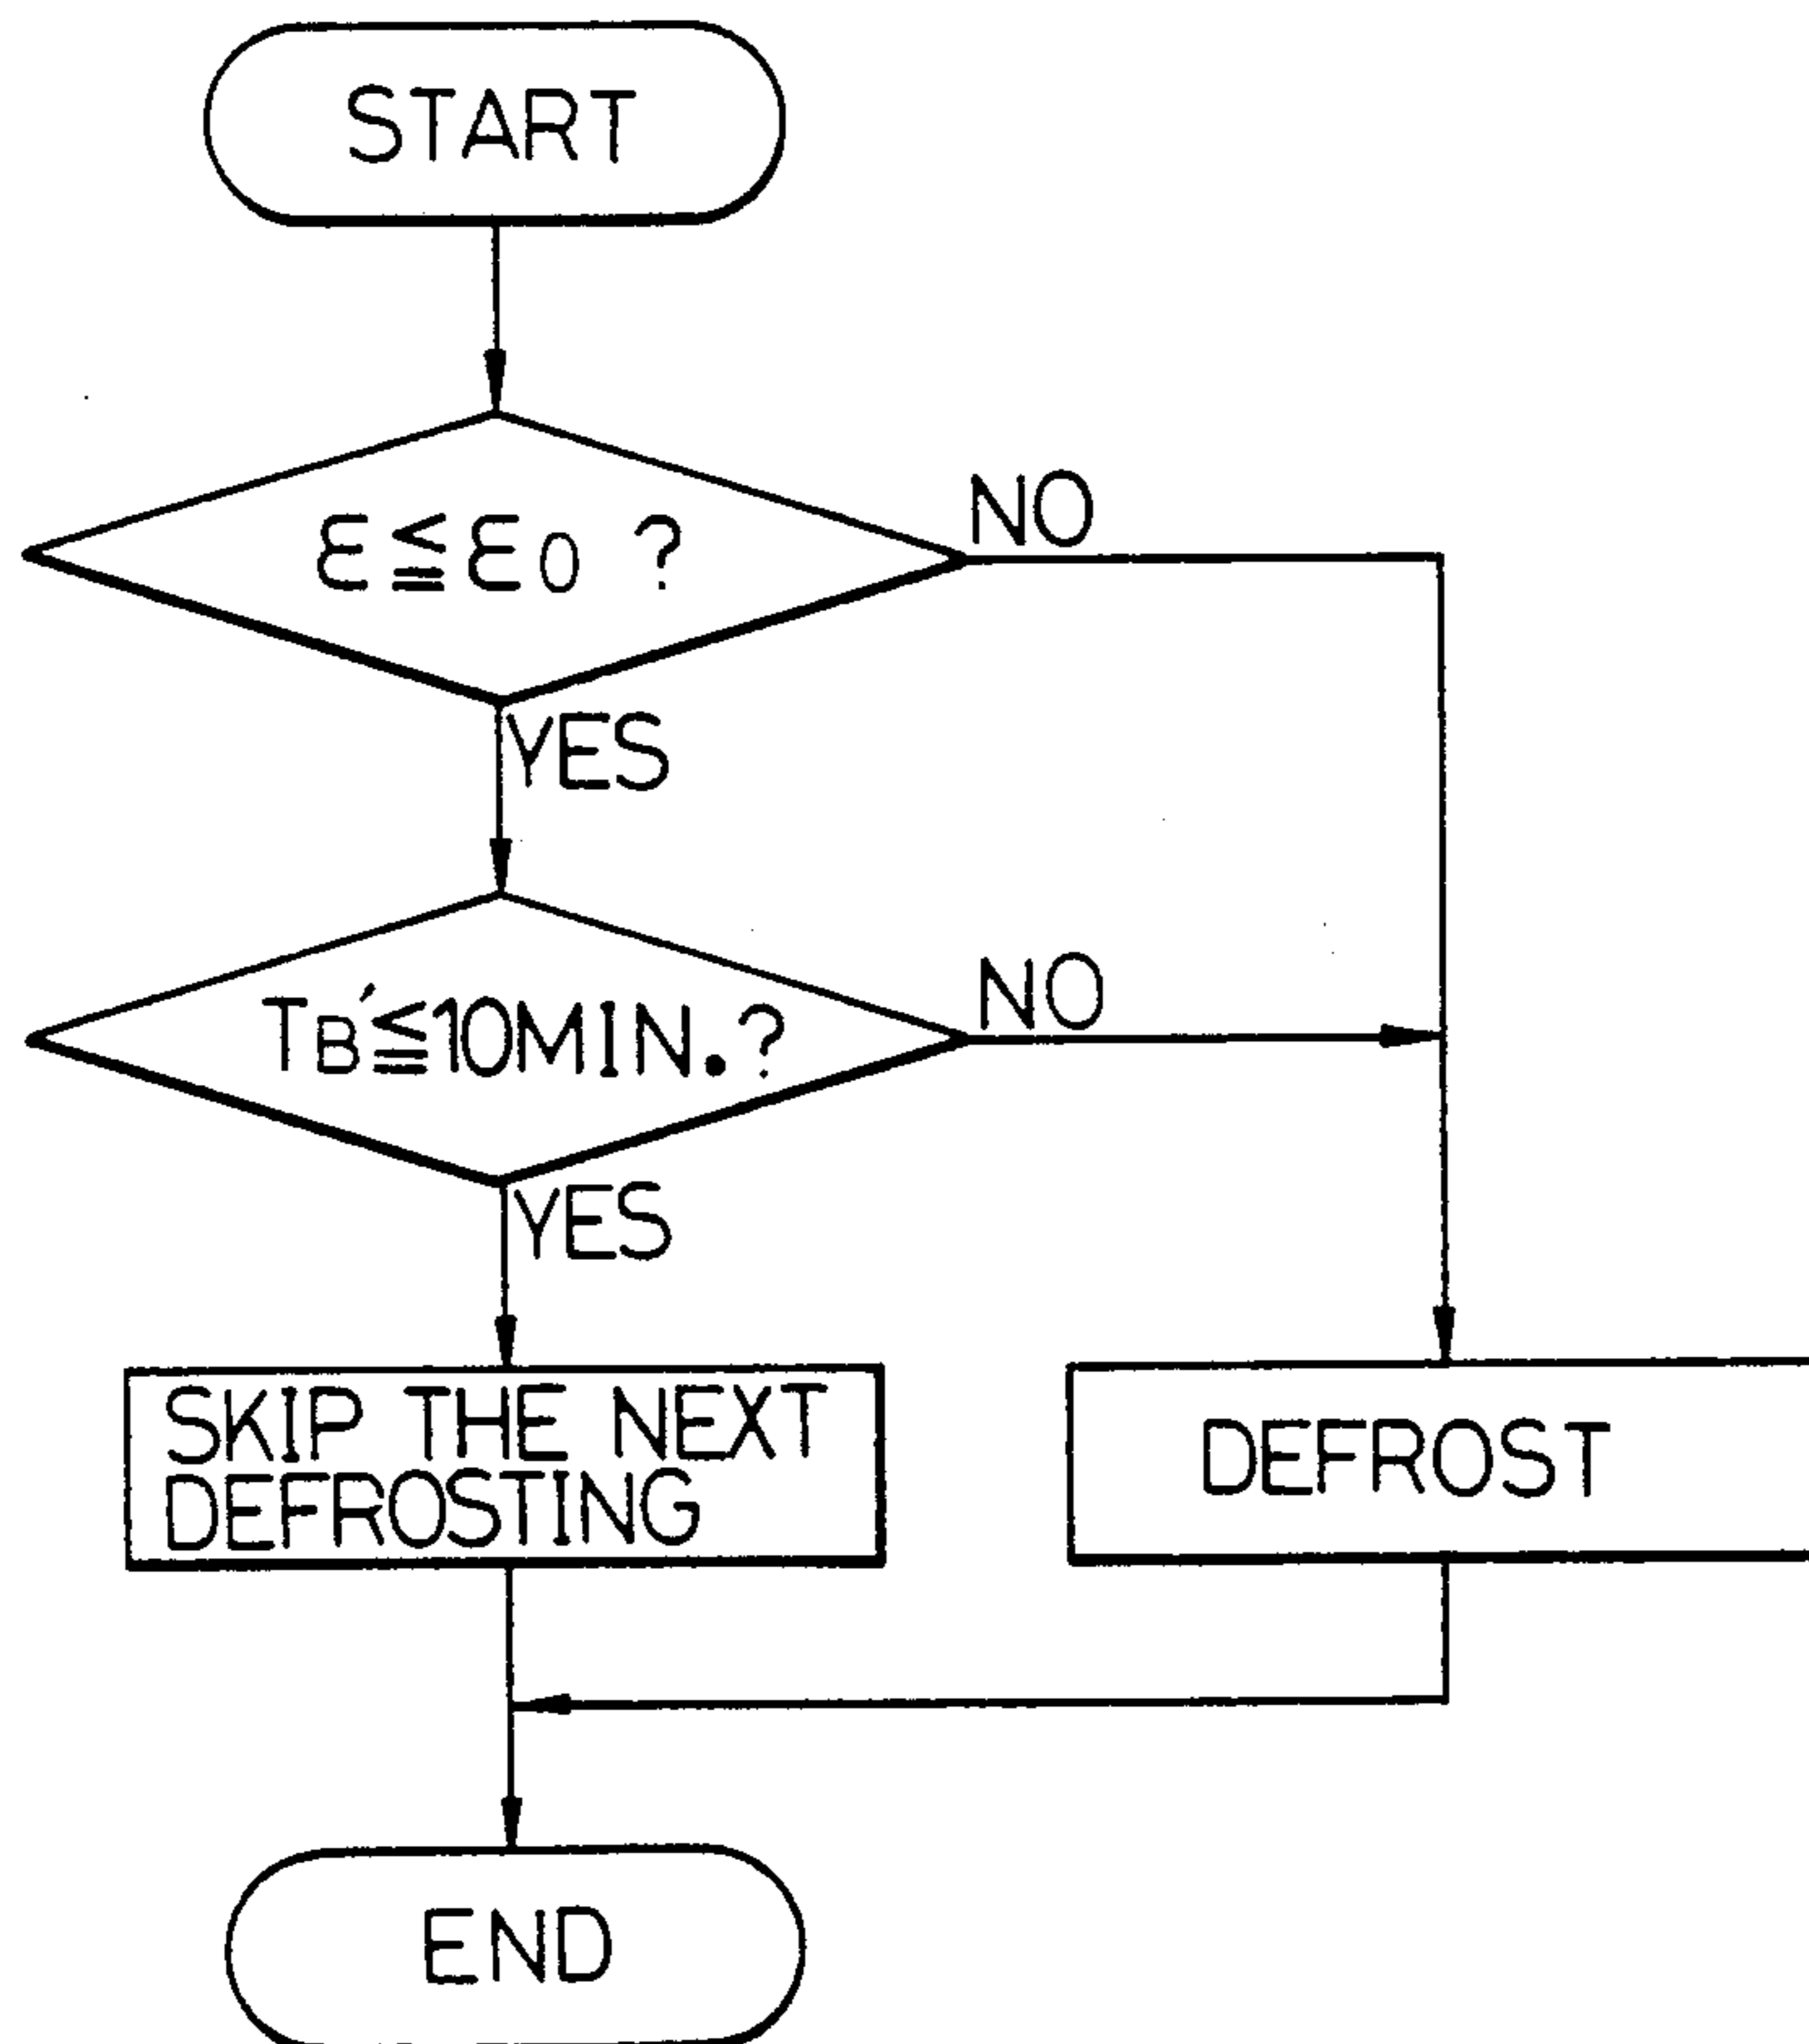 START
ε≦ε0 ?
NO
YES
TB′≦10MIN.?
NO
YES
SKIP THE NEXT
DEFROSTING
DEFROST
END